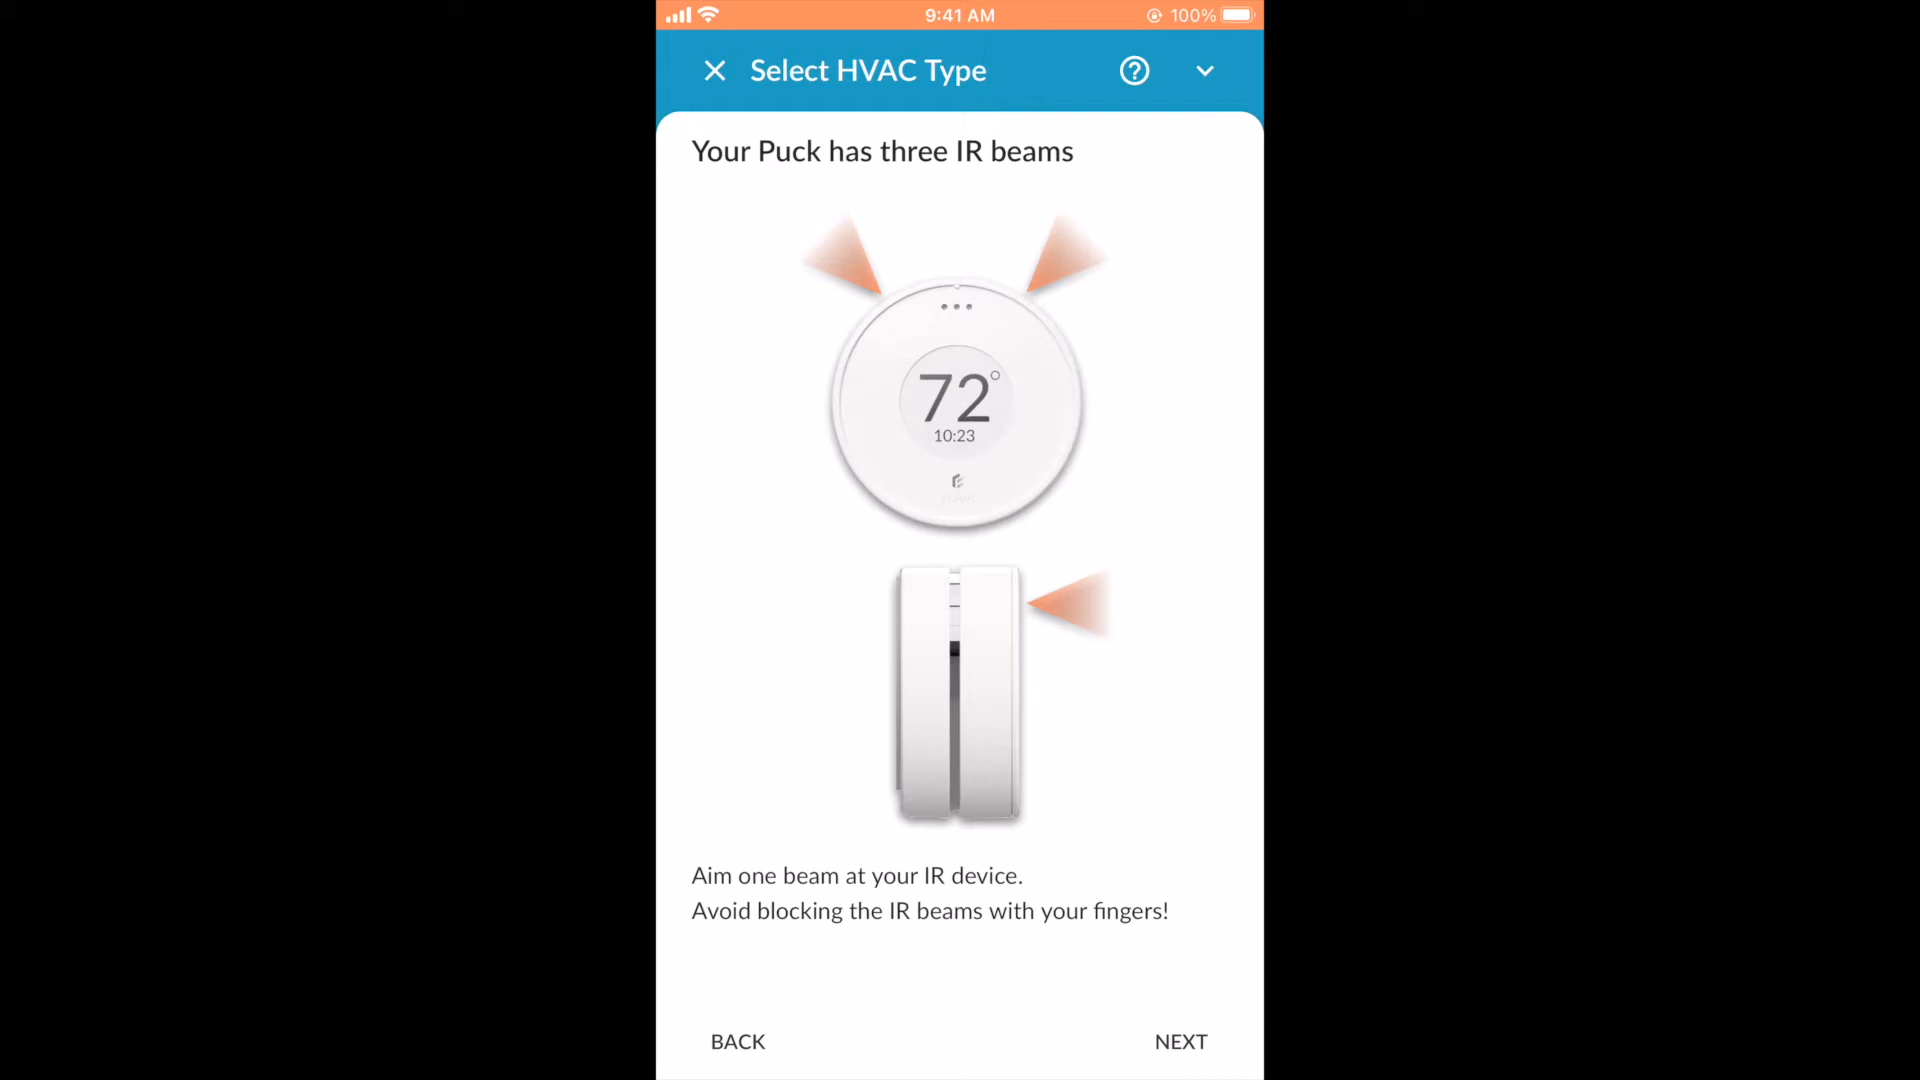 9:41 AM
100%
Select HVAC Type
Your Puck has three IR beams
72°
10:23
Aim one beam at your IR device.
Avoid blocking the IR beams with your fingers!
BACK
NEXT